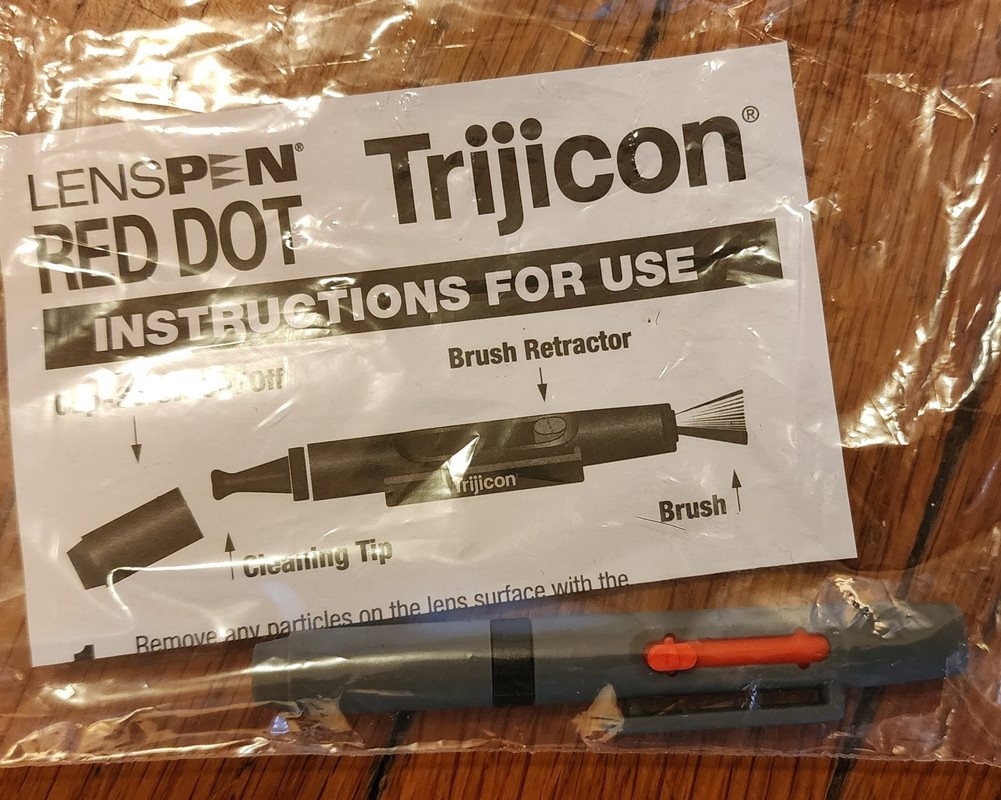 LENSPEN®
RED DOT
Trijicon®
INSTRUCTIONS FOR USE
Brush Retractor
Trijicon
Brush
Cleaning Tip
Remove any particles on the lens surface with the